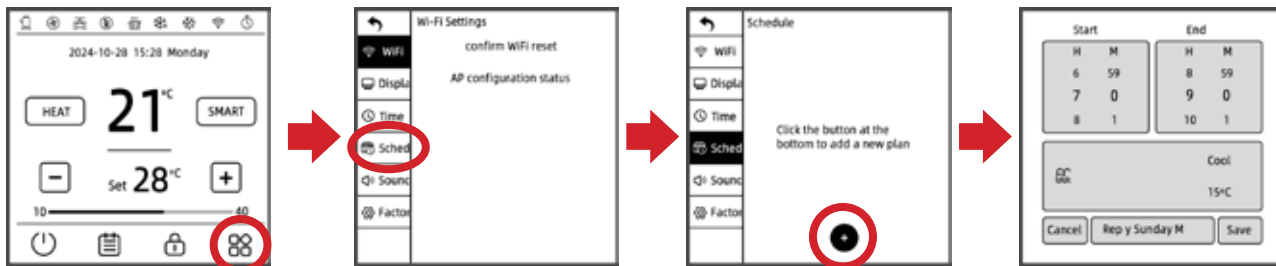 2024-10-28 15:28 Monday
HEAT
21°C
SMART
Set 28°C
10
40
Wi-Fi Settings
WiFi
confirm WiFi reset
Displa
AP configuration status
Time
Sched
Sounc
Factor
Schedule
WiFi
Displa
Time
Sched
Click the button at the
bottom to add a new plan
Sounc
Factor
+
Start End
H M H M
6 59 8 59
7 0 9 0
8 1 10 1
Cool
15°C
Cancel Rep y Sunday M Save